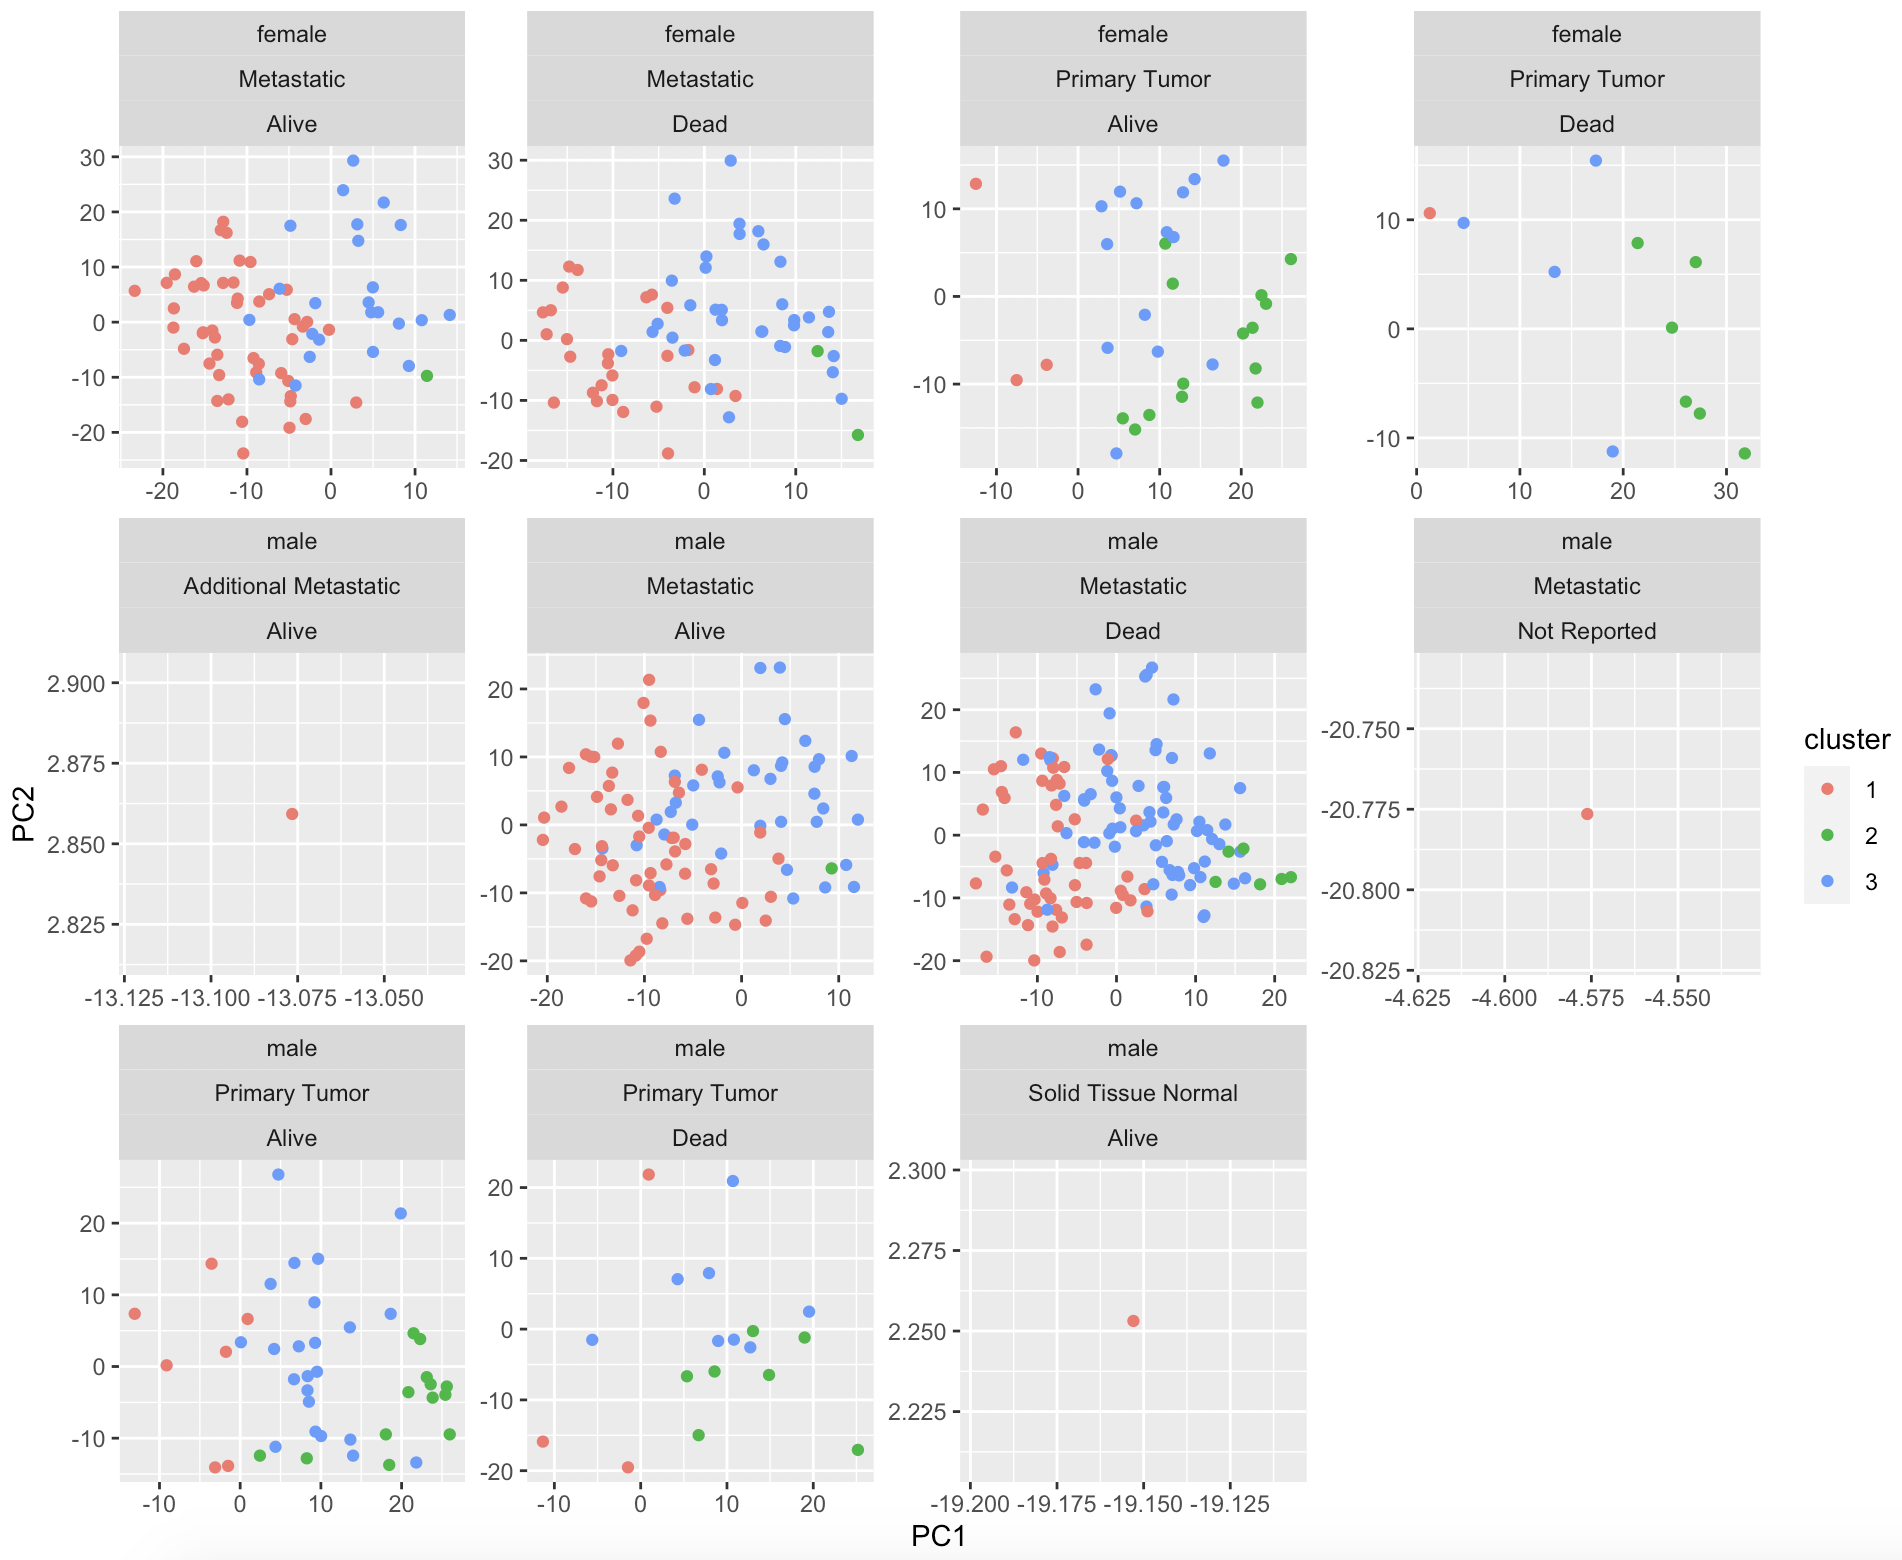 female female female female
Metastatic Metastatic Primary Tumor Primary Tumor
Alive Dead Alive Dead
30
20
10
0
-10
-20
-20 -10 0 10
30
20
10
0
-10
-20
-10 0 10
10
0
-10
-10 0 10 20
10
0
-10
0 10 20 30
male male male male
Additional Metastatic Metastatic Metastatic Metastatic
Alive Alive Dead Not Reported
2.900
2.875
2.850
2.825
-13.125 -13.100 -13.075 -13.050
20
10
0
-10
-20
-20 -10 0 10
20
10
0
-10
-20
-10 0 10 20
-20.750
-20.775
-20.800
-20.825
-4.625 -4.600 -4.575 -4.550
male male male
Primary Tumor Primary Tumor Solid Tissue Normal
Alive Dead Alive
20
10
0
-10
-10 0 10 20
20
10
0
-10
-20
-10 0 10 20
2.300
2.275
2.250
2.225
-19.200 -19.175 -19.150 -19.125
PC2
PC1
cluster
1
2
3